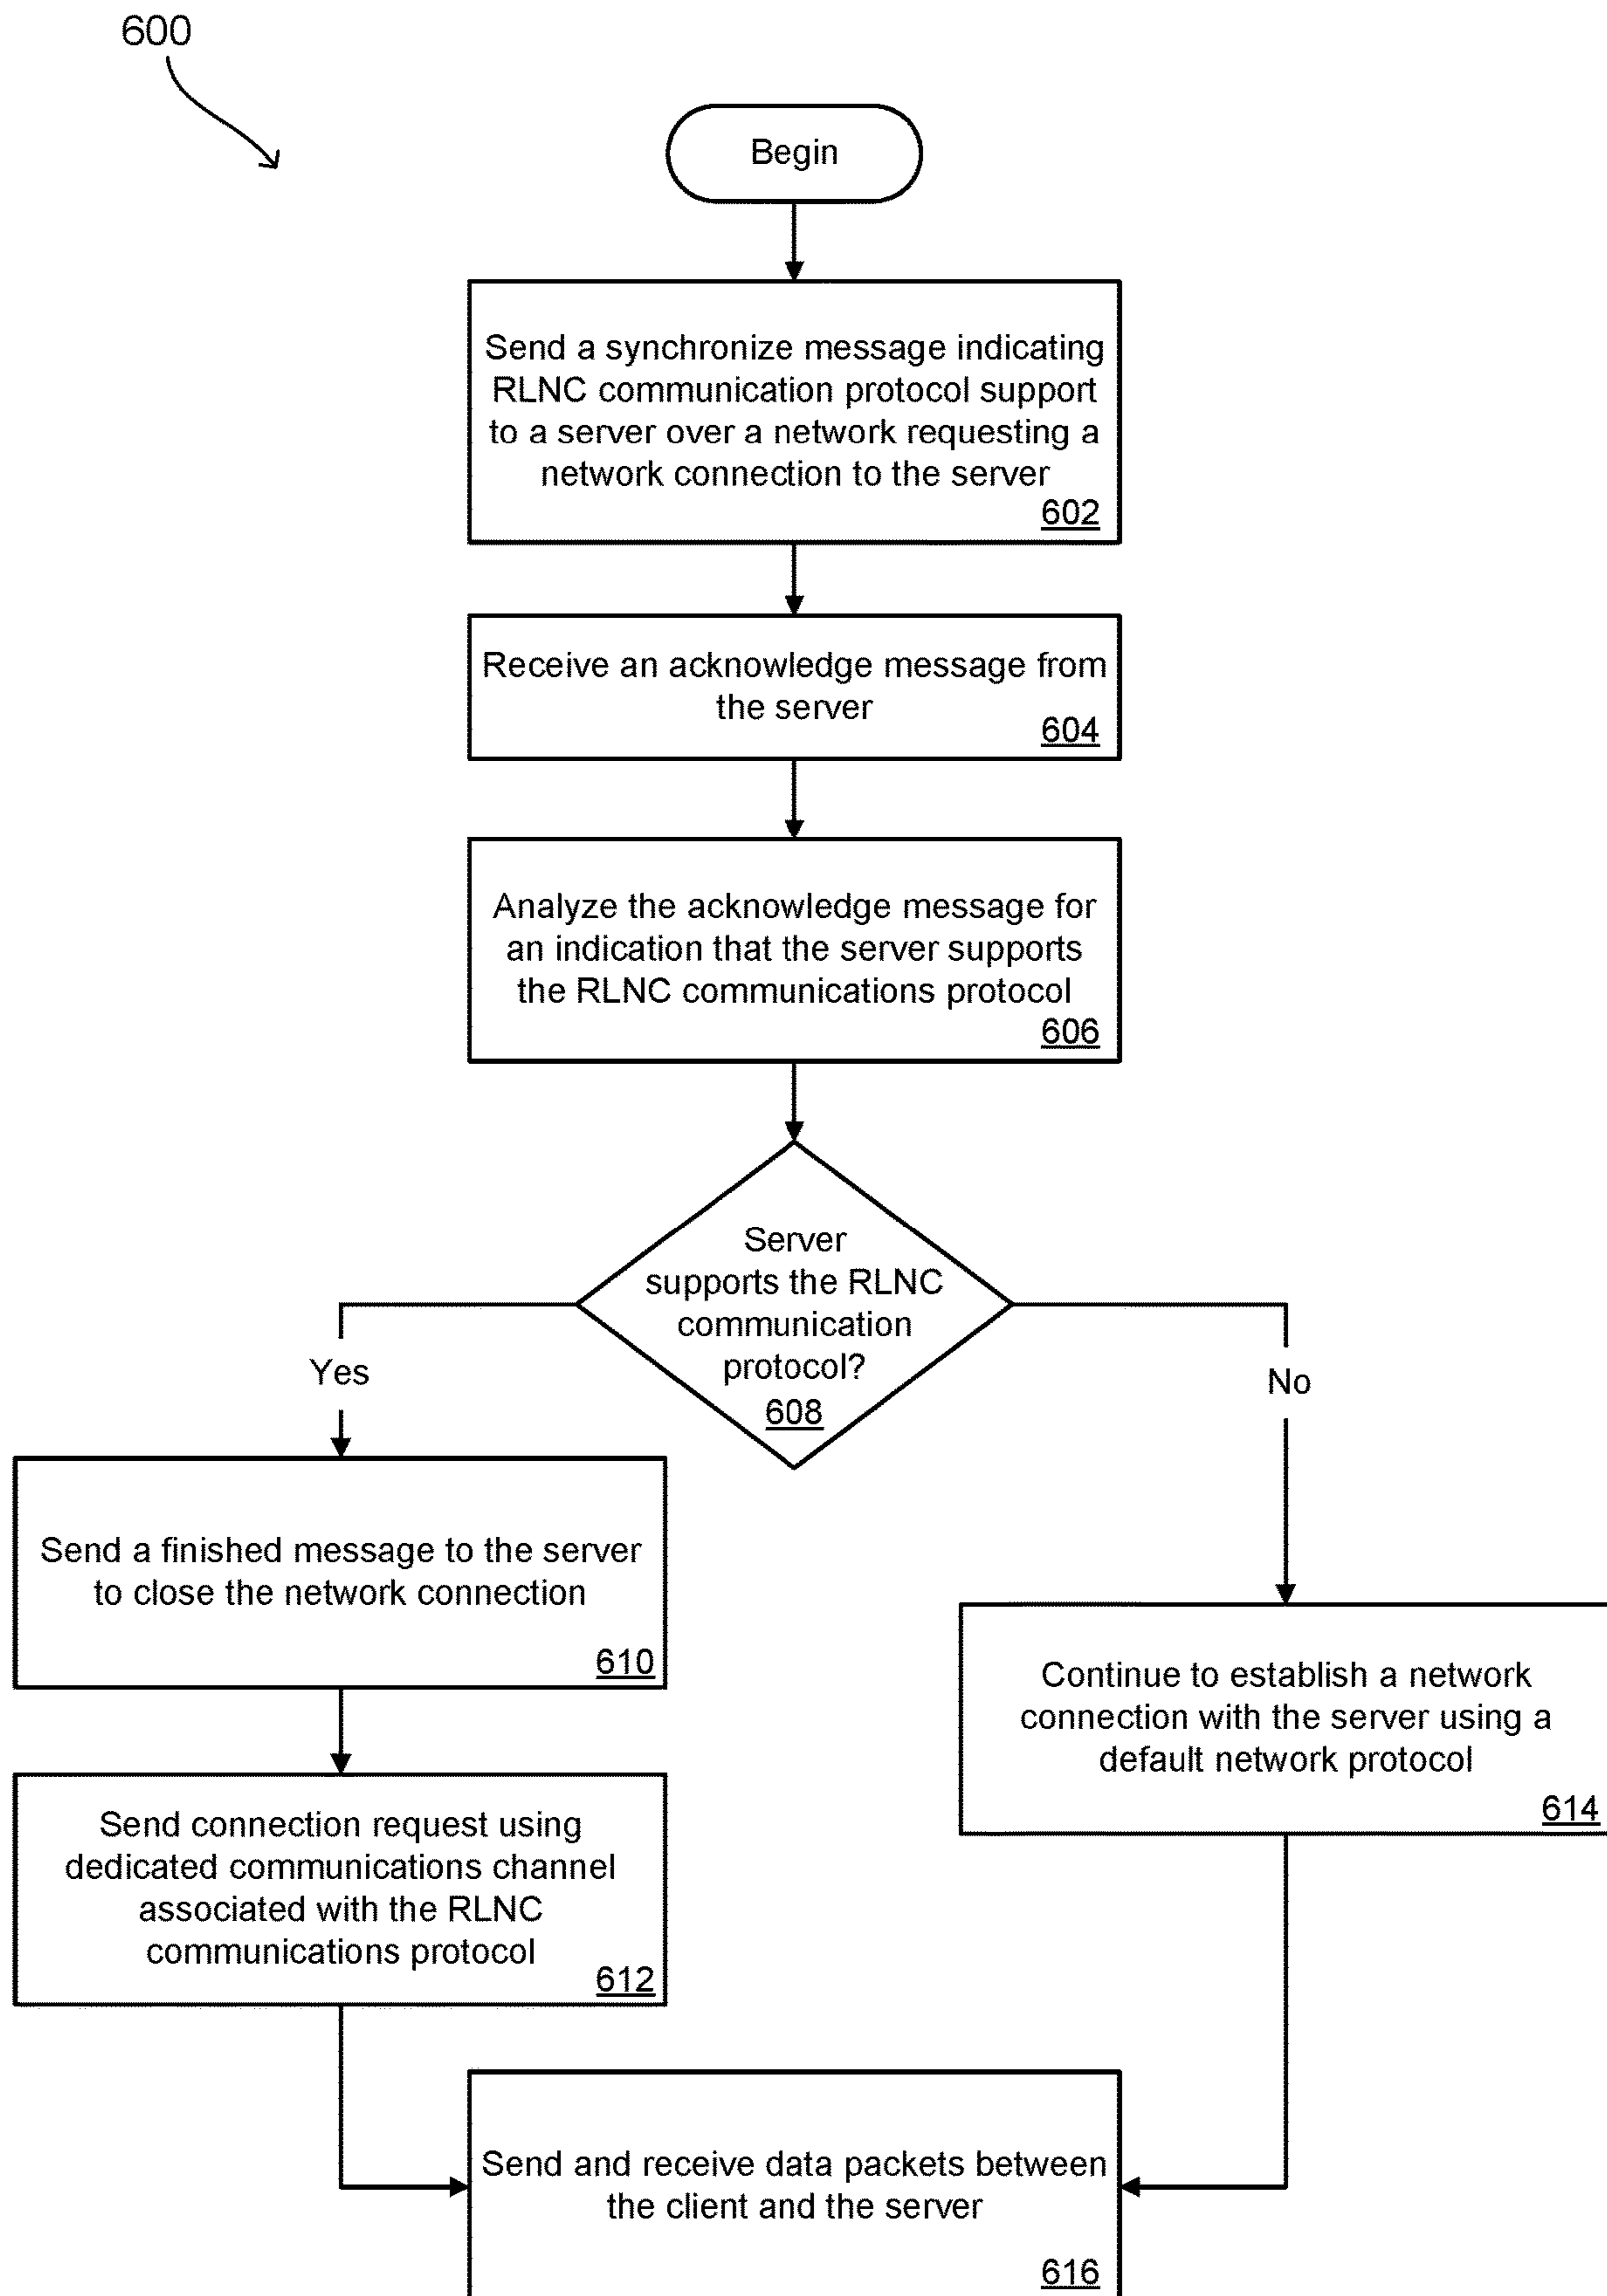 600
Begin
Send a synchronize message indicating
RLNC communication protocol support
to a server over a network requesting a
network connection to the server
602
Receive an acknowledge message from
the server
604
Analyze the acknowledge message for
an indication that the server supports
the RLNC communications protocol
606
Server
supports the RLNC
communication
protocol?
608
Yes
No
Send a finished message to the server
to close the network connection
610
Continue to establish a network
connection with the server using a
default network protocol
614
Send connection request using
dedicated communications channel
associated with the RLNC
communications protocol
612
Send and receive data packets between
the client and the server
616